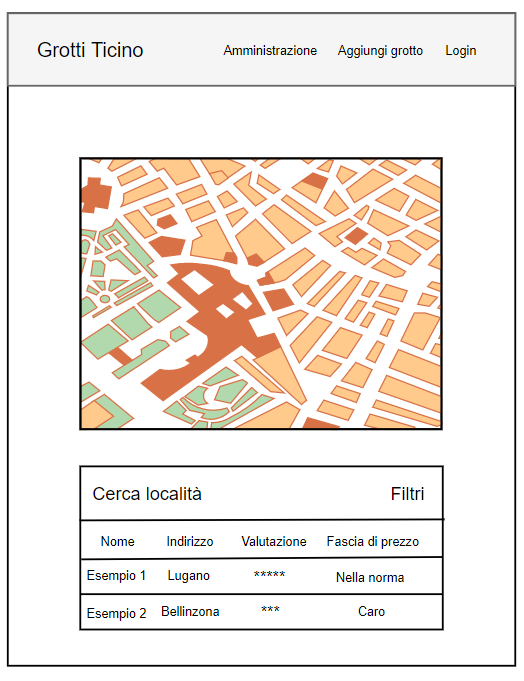 Grotti Ticino Amministrazione Aggiungi grotto Login
Cerca località Filtri
Nome Indirizzo Valutazione Fascia di prezzo
Esempio 1 Lugano ***** Nella norma
Esempio 2 Bellinzona *** Caro